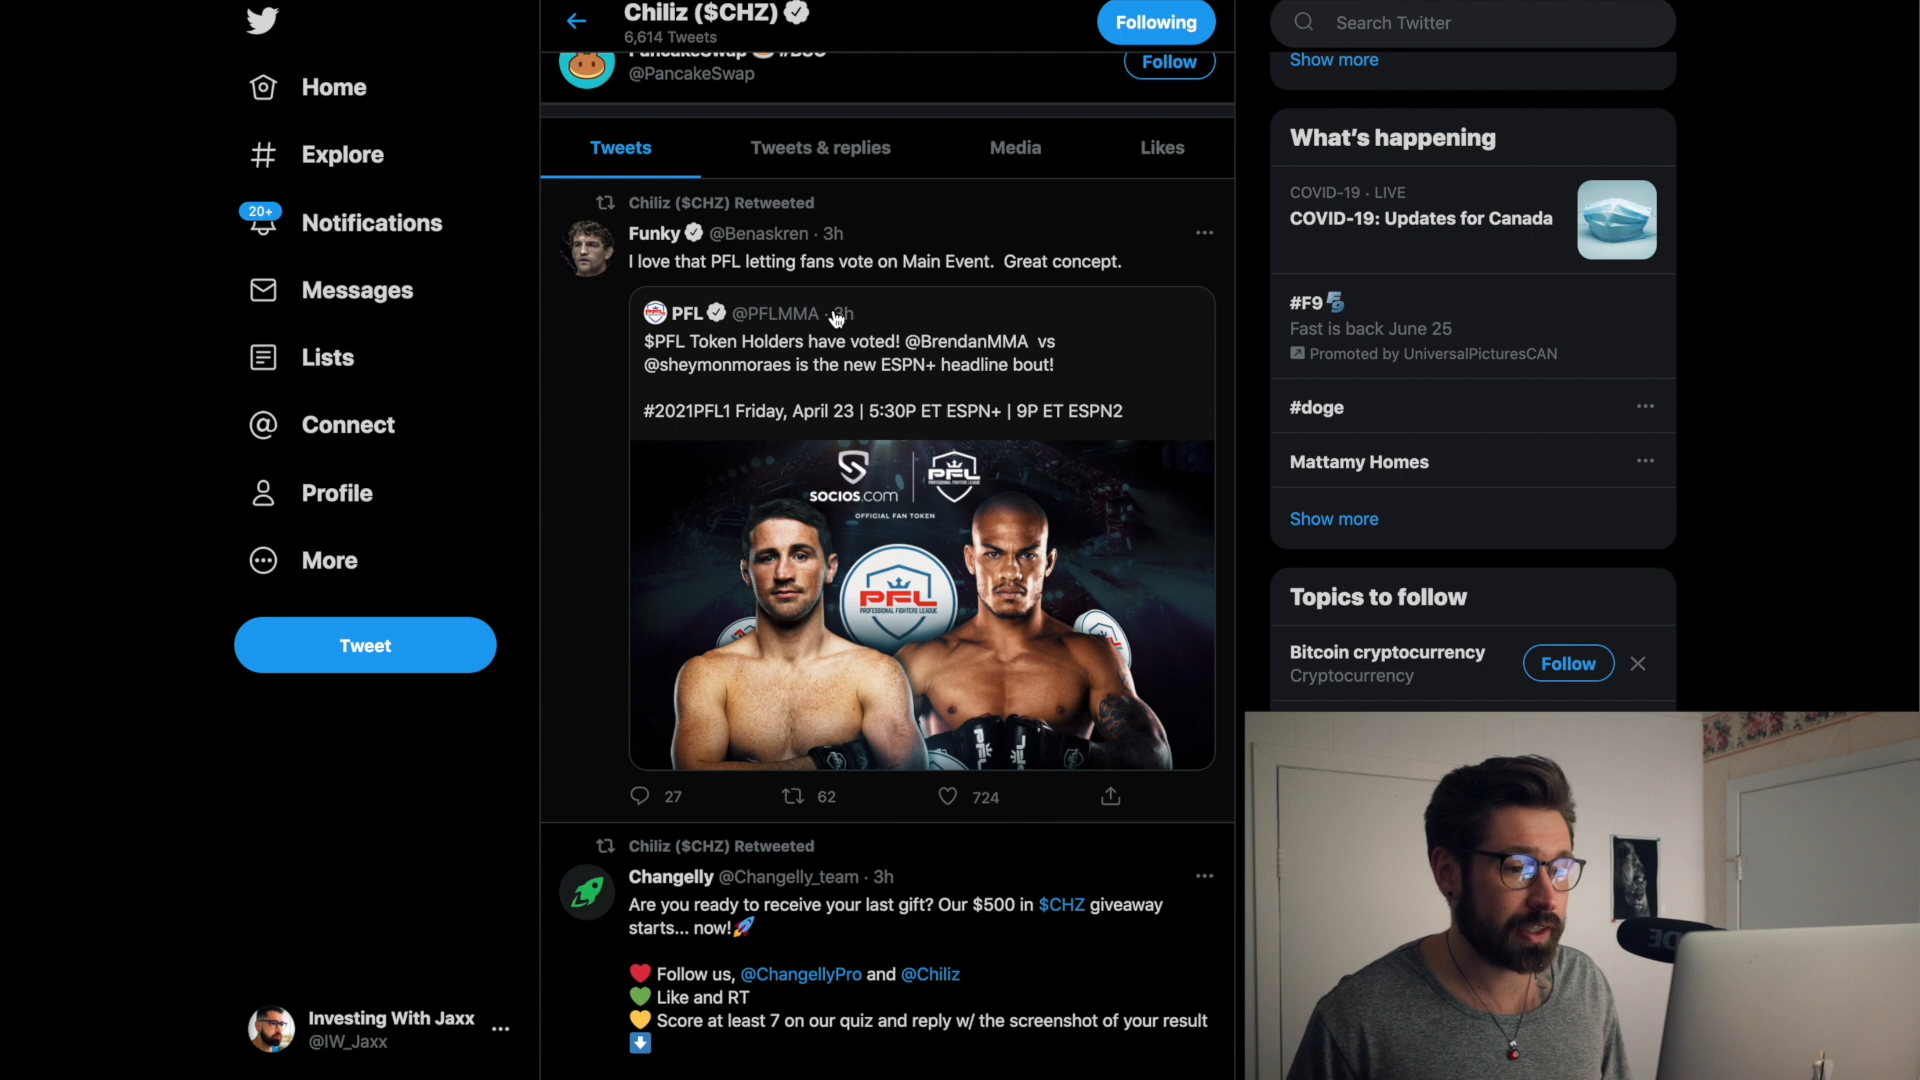 Home
Explore
20+
Notifications
Messages
Lists
Connect
Profile
More
Tweet
Investing With Jaxx
@IW_Jaxx
Chiliz ($CHZ)
6,614 Tweets
Following
PancakeSwap 🥞 #BSC
@PancakeSwap
Follow
Tweets
Tweets & replies
Media
Likes
Chiliz ($CHZ) Retweeted
Funky @Benaskren · 3h
I love that PFL letting fans vote on Main Event. Great concept.
PFL @PFLMMA · 3h
$PFL Token Holders have voted! @BrendanMMA vs
@sheymonmoraes is the new ESPN+ headline bout!
#2021PFL1 Friday, April 23 | 5:30P ET ESPN+ | 9P ET ESPN2
socios.com
PFL
PROFESSIONAL FIGHTERS LEAGUE
OFFICIAL FAN TOKEN
PFL
PROFESSIONAL FIGHTERS LEAGUE
27
62
724
Chiliz ($CHZ) Retweeted
Changelly @Changelly_team · 3h
Are you ready to receive your last gift? Our $500 in $CHZ giveaway
starts... now!🚀
❤️ Follow us, @ChangellyPro and @Chiliz
💚 Like and RT
💛 Score at least 7 on our quiz and reply w/ the screenshot of your result
⬇️
Search Twitter
Show more
What's happening
COVID-19 · LIVE
COVID-19: Updates for Canada
#F9
Fast is back June 25
Promoted by UniversalPicturesCAN
#doge
Mattamy Homes
Show more
Topics to follow
Bitcoin cryptocurrency
Cryptocurrency
Follow